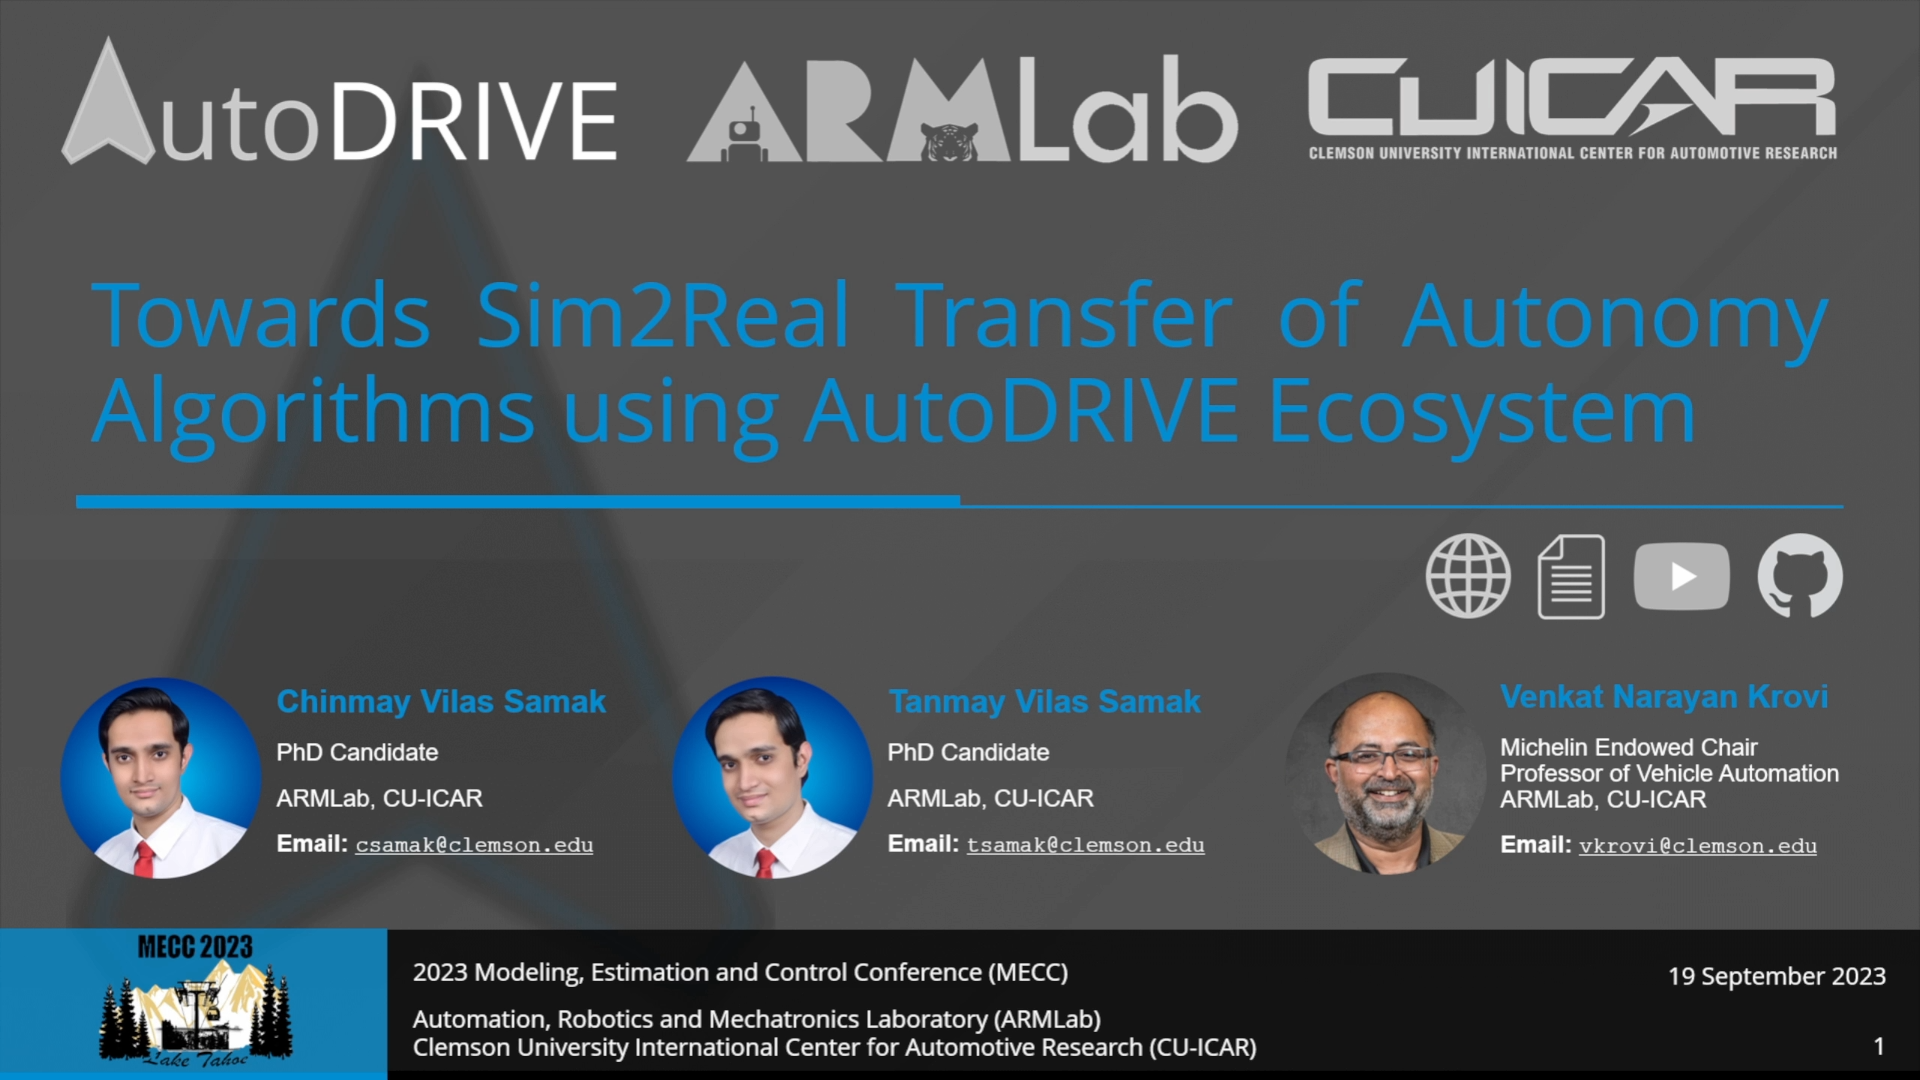 AutoDRIVE
ARMLab
CUICAR
CLEMSON UNIVERSITY INTERNATIONAL CENTER FOR AUTOMOTIVE RESEARCH
Towards Sim2Real Transfer of Autonomy
Algorithms using AutoDRIVE Ecosystem
Chinmay Vilas Samak
PhD Candidate
ARMLab, CU-ICAR
Email: csamak@clemson.edu
Tanmay Vilas Samak
PhD Candidate
ARMLab, CU-ICAR
Email: tsamak@clemson.edu
Venkat Narayan Krovi
Michelin Endowed Chair
Professor of Vehicle Automation
ARMLab, CU-ICAR
Email: vkrovi@clemson.edu
MECC 2023
Lake Tahoe
2023 Modeling, Estimation and Control Conference (MECC)
Automation, Robotics and Mechatronics Laboratory (ARMLab)
Clemson University International Center for Automotive Research (CU-ICAR)
19 September 2023
1